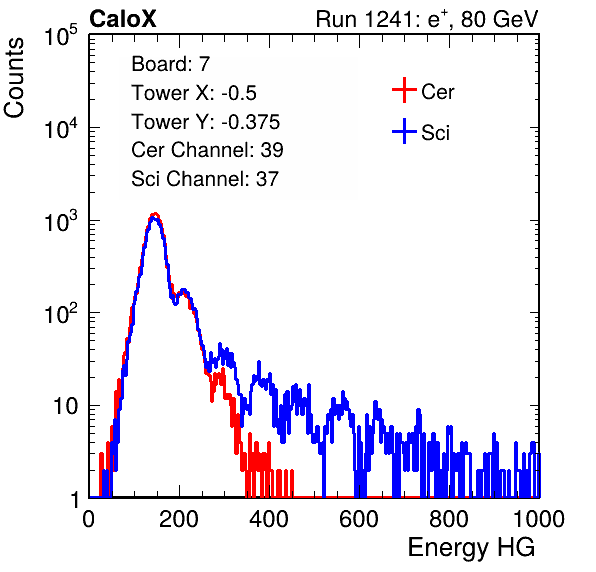 CaloX
Run 1241: e⁺, 80 GeV
Counts
10⁵
10⁴
10³
10²
10
1
Board: 7
Tower X: -0.5
Tower Y: -0.375
Cer Channel: 39
Sci Channel: 37
Cer
Sci
0 200 400 600 800 1000
Energy HG